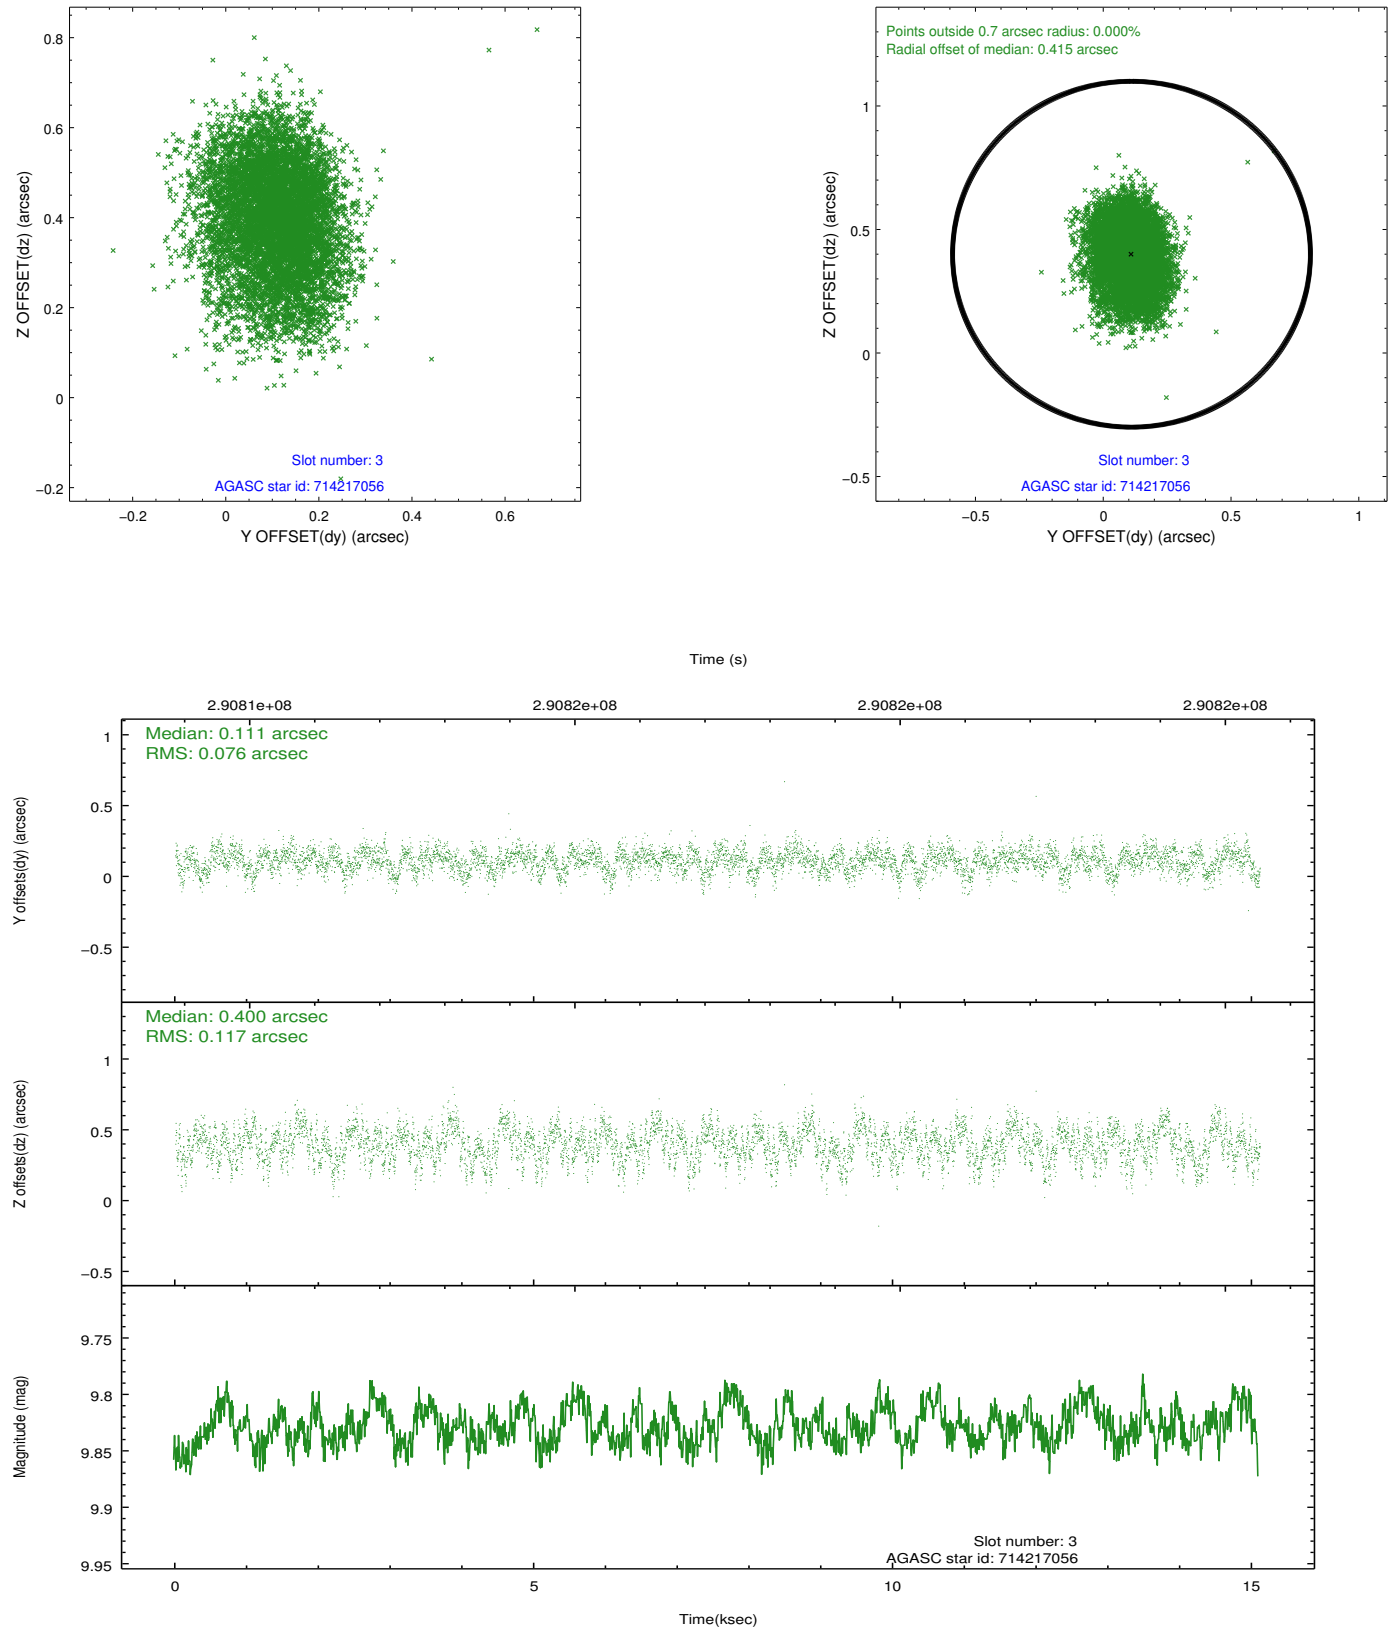 0.8
0.6
0.4
0.2
0
−0.2
Z OFFSET(dz) (arcsec)
Slot number: 3
AGASC star id: 714217056
−0.2 0 0.2 0.4 0.6
Y OFFSET(dy) (arcsec)
Points outside 0.7 arcsec radius: 0.000%
Radial offset of median: 0.415 arcsec
1
0.5
0
−0.5
Z OFFSET(dz) (arcsec)
Slot number: 3
AGASC star id: 714217056
−0.5 0 0.5 1
Y OFFSET(dy) (arcsec)
Time (s)
2.9081e+08 2.9082e+08 2.9082e+08 2.9082e+08
Median: 0.111 arcsec
RMS: 0.076 arcsec
1
0.5
0
−0.5
Y offsets(dy) (arcsec)
Median: 0.400 arcsec
RMS: 0.117 arcsec
1
0.5
0
−0.5
Z offsets(dz) (arcsec)
9.75
9.8
9.85
9.9
9.95
Magnitude (mag)
Slot number: 3
AGASC star id: 714217056
0 5 10 15
Time(ksec)